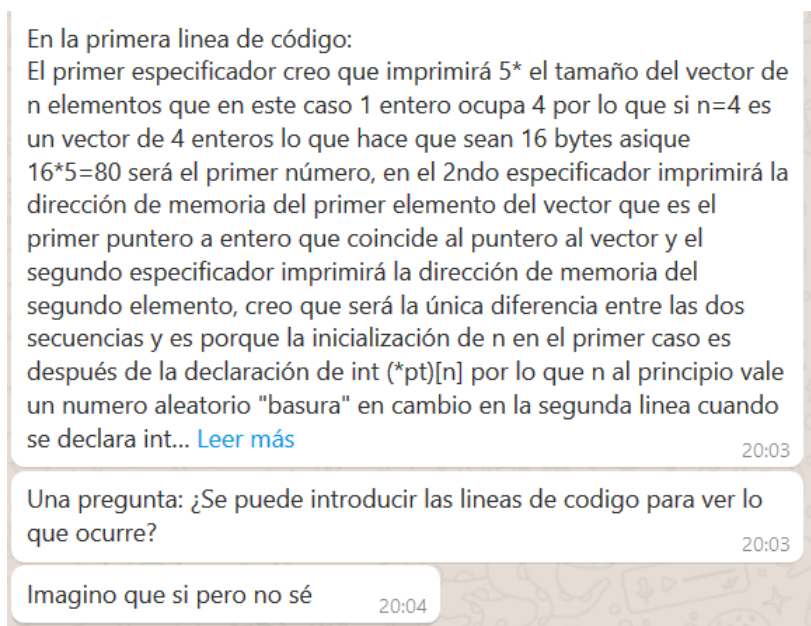 En la primera linea de código:
El primer especificador creo que imprimirá 5* el tamaño del vector de
n elementos que en este caso 1 entero ocupa 4 por lo que si n=4 es
un vector de 4 enteros lo que hace que sean 16 bytes asique
16*5=80 será el primer número, en el 2ndo especificador imprimirá la
dirección de memoria del primer elemento del vector que es el
primer puntero a entero que coincide al puntero al vector y el
segundo especificador imprimirá la dirección de memoria del
segundo elemento, creo que será la única diferencia entre las dos
secuencias y es porque la inicialización de n en el primer caso es
después de la declaración de int (*pt)[n] por lo que n al principio vale
un numero aleatorio "basura" en cambio en la segunda linea cuando
se declara int... Leer más
20:03
Una pregunta: ¿Se puede introducir las lineas de codigo para ver lo
que ocurre?
20:03
Imagino que si pero no sé
20:04